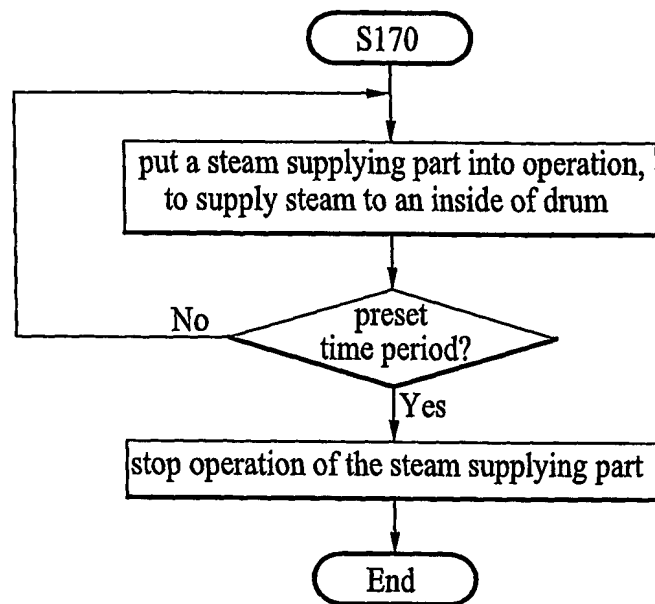 S170
put a steam supplying part into operation,
to supply steam to an inside of drum
preset
time period?
No
Yes
stop operation of the steam supplying part
End